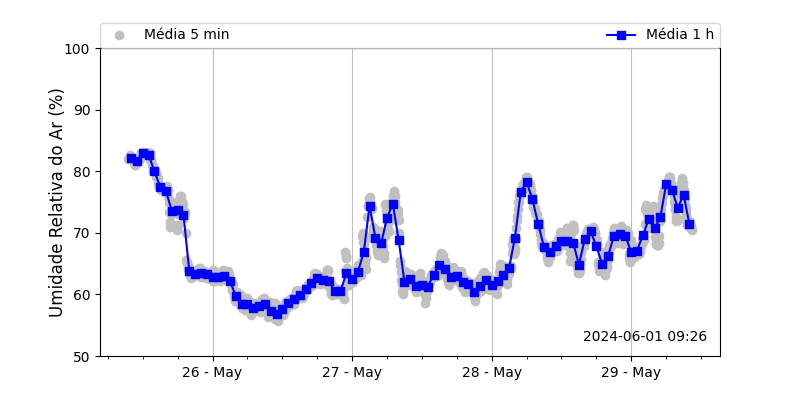 Média 5 min
Média 1 h
100
90
80
70
60
50
Umidade Relativa do Ar (%)
2024-06-01 09:26
26 - May
27 - May
28 - May
29 - May